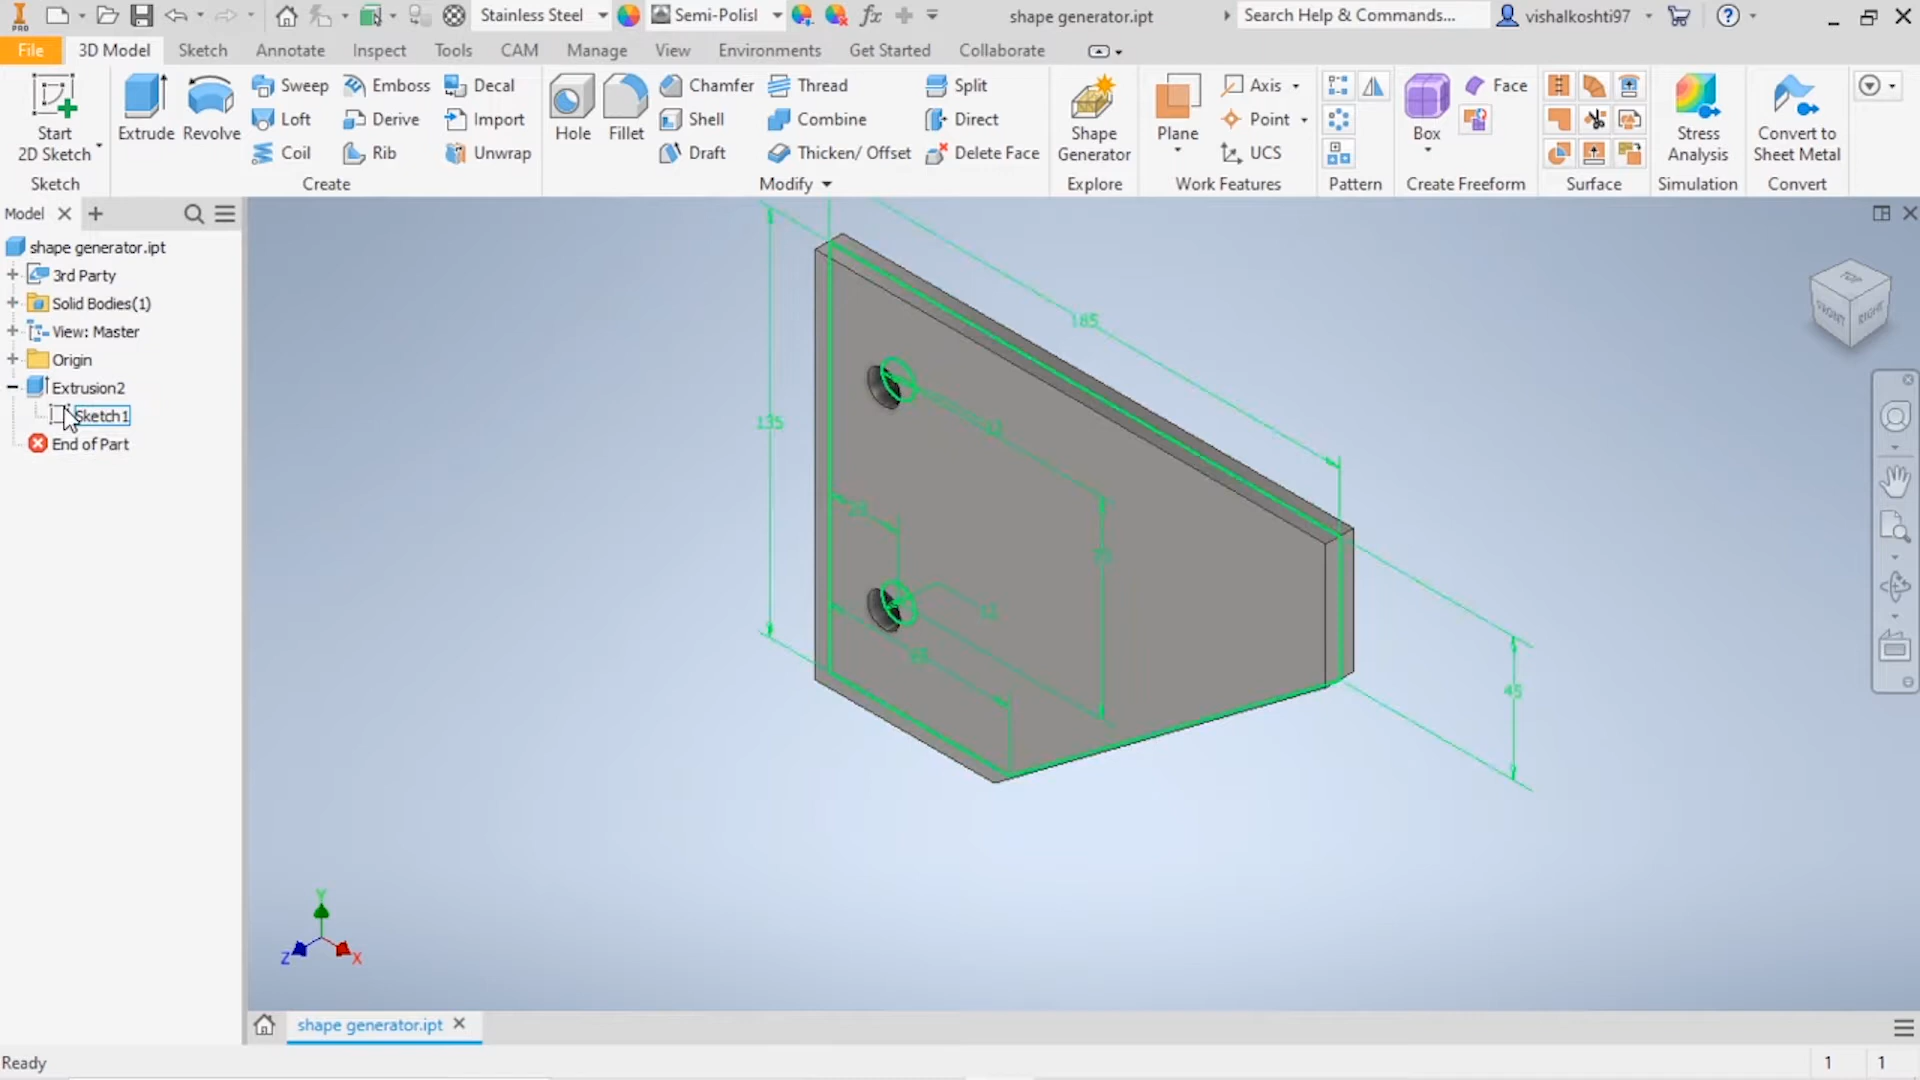 PRO
Stainless Steel
Semi-Polisl
fx
shape generator.ipt
Search Help & Commands...
vishalkoshti97
File
3D Model
Sketch
Annotate
Inspect
Tools
CAM
Manage
View
Environments
Get Started
Collaborate
Start
2D Sketch
Sketch
Extrude
Revolve
Sweep
Emboss
Decal
Loft
Derive
Import
Coil
Rib
Unwrap
Create
Hole
Fillet
Chamfer
Thread
Split
Shell
Combine
Direct
Draft
Thicken/ Offset
Delete Face
Modify
Shape
Generator
Explore
Plane
Axis
Point
UCS
Work Features
Pattern
Box
Face
Create Freeform
Surface
Stress
Analysis
Simulation
Convert to
Sheet Metal
Convert
Model
shape generator.ipt
3rd Party
Solid Bodies(1)
View: Master
Origin
Extrusion2
Sketch1
End of Part
185
135
45
TOP
FRONT
RIGHT
Y
Z
X
shape generator.ipt
Ready
1
1